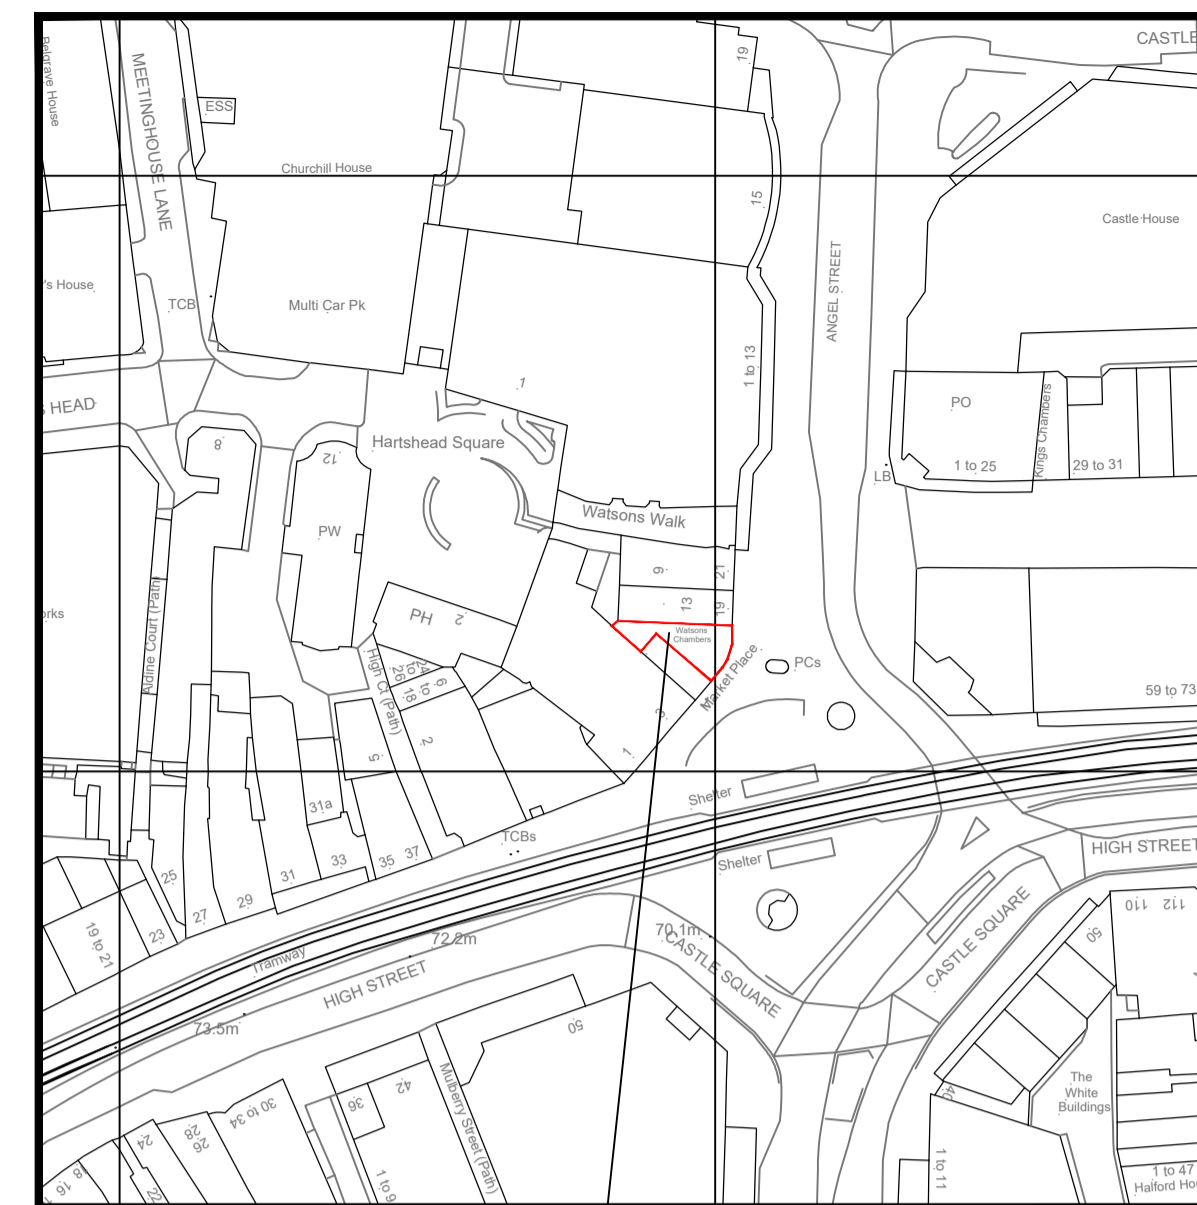 CASTLE
19
Belgrave House
MEETINGHOUSE LANE
ESS
Churchill House
15
Castle House
ANGEL STREET
's House
TCB
Multi Car Pk
1 to 13
1
PO
Kings Chambers
HEAD
Hartshead Square
8
12
1 to 25
29 to 31
LB
Watsons Walk
PW
9
21
Aldine Court (Path)
13
19
PH
2
Watsons
Chambers
Market Place
PCs
High Ct (Path)
26
to
18
24
to
6
59 to 73
3
2
5
1
Shelter
31a
TCBs
HIGH STREET
33
35
37
Shelter
25
31
29
27
CASTLE SQUARE
110
112
23
19 to 21
50
72.2m
70.1m
CASTLE SQUARE
Tramway
HIGH STREET
73.5m
50
Mulberry Street (Path)
42
36
40
The
White
Buildings
30 to 34
28
26
24
1 to 9
1 to 11
1 to 47
Halford Ho
18
16
22